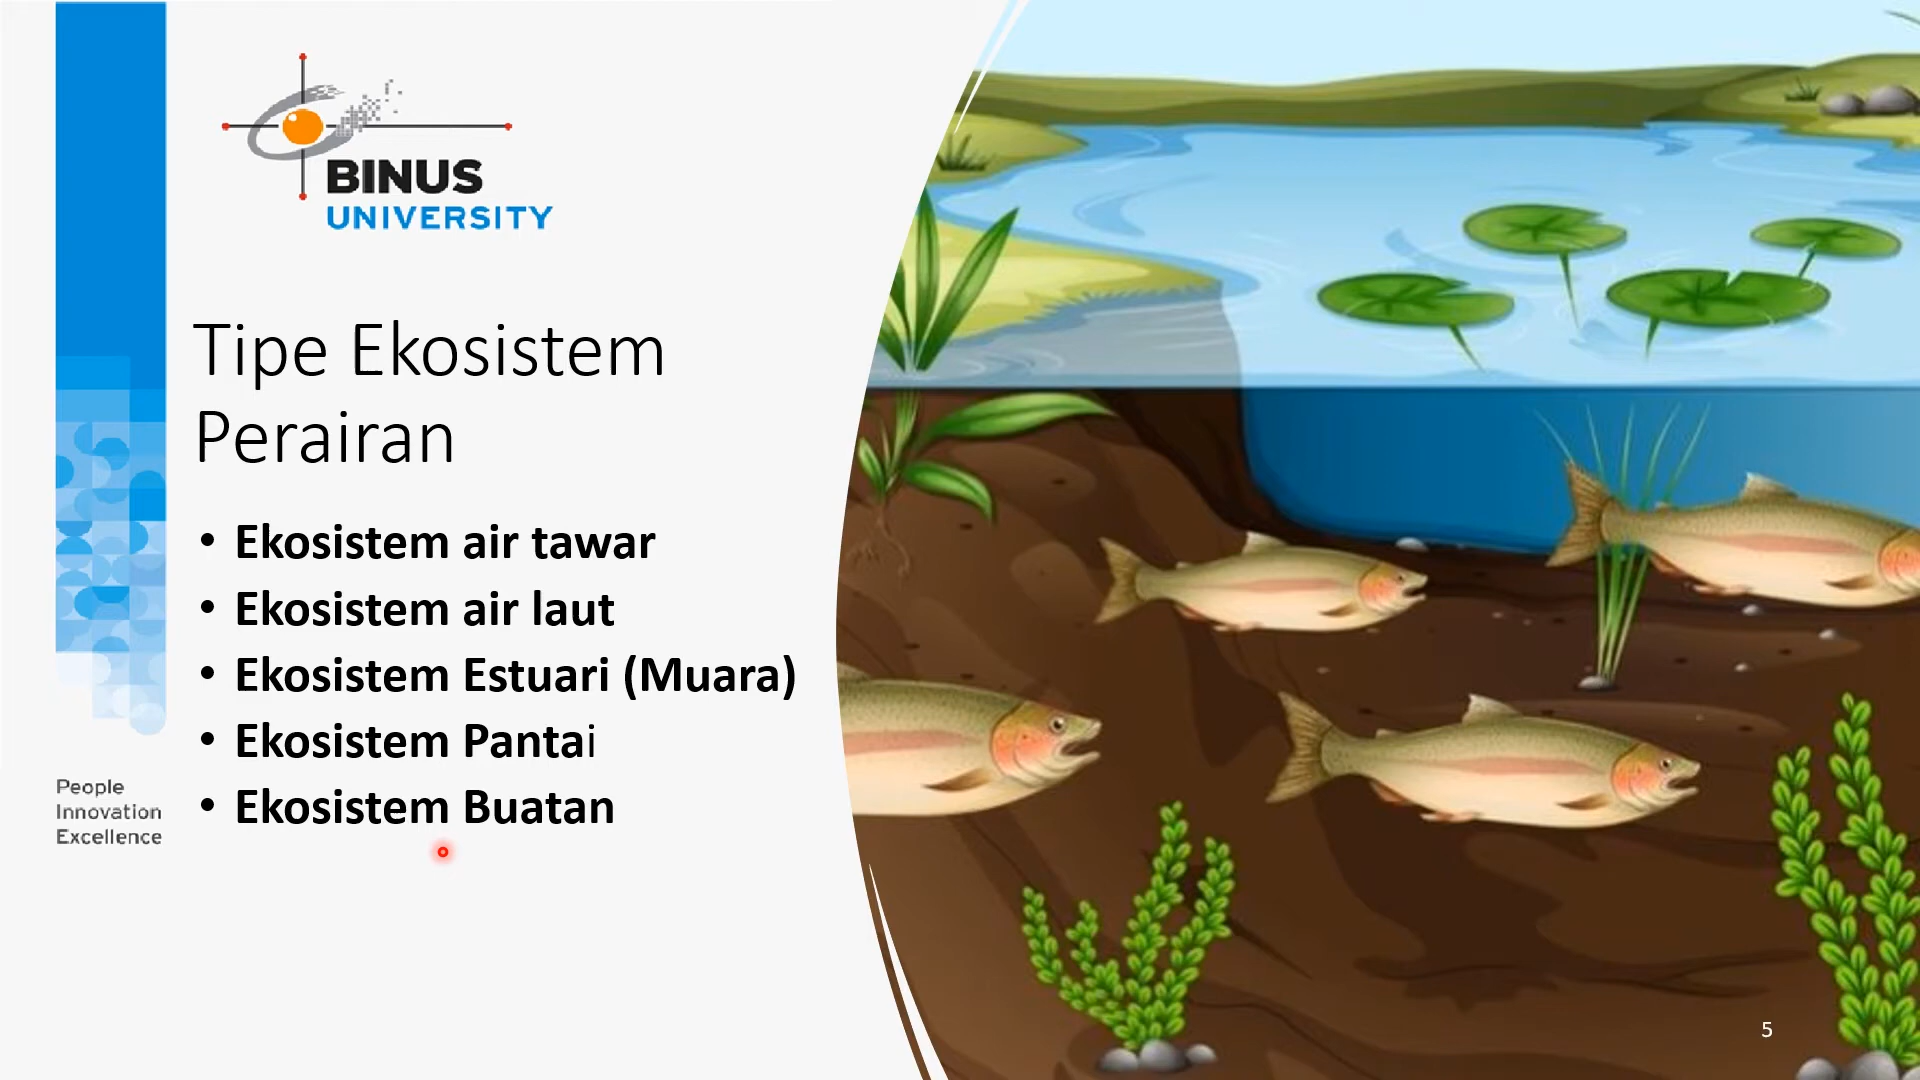 BINUS
UNIVERSITY
Tipe Ekosistem
Perairan
• Ekosistem air tawar
• Ekosistem air laut
• Ekosistem Estuari (Muara)
• Ekosistem Pantai
• Ekosistem Buatan
People
Innovation
Excellence
5